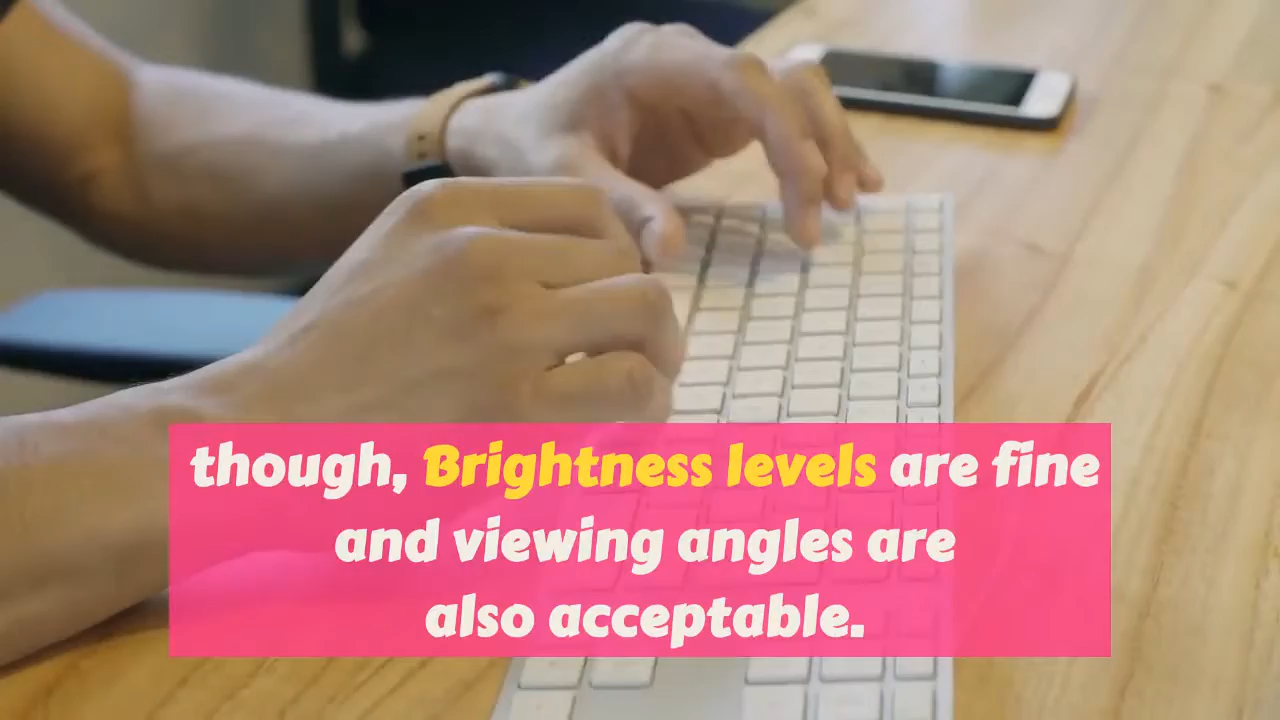 though, Brightness levels are fine
and viewing angles are
also acceptable.